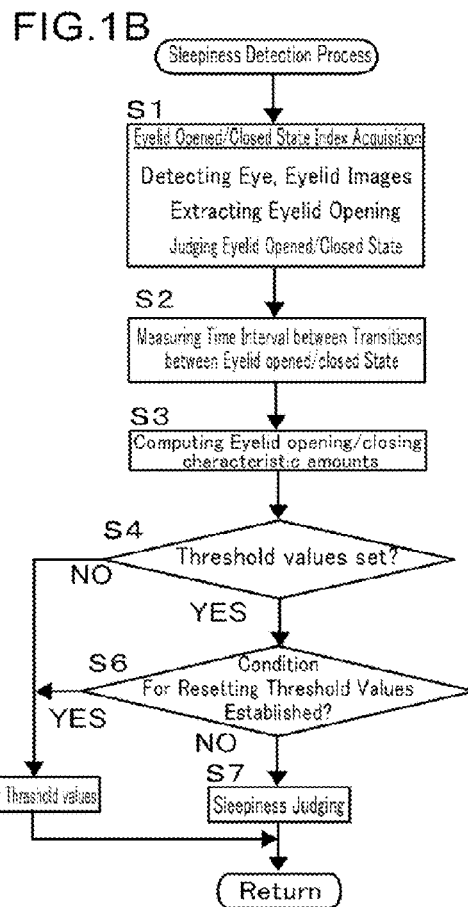 FIG.1B
Sleepiness Detection Process
S1
Eyelid Opened/Closed State Index Acquisition
Detecting Eye, Eyelid Images
Extracting Eyelid Opening
Judging Eyelid Opened/Closed State
S2
Measuring Time Interval between Transitions
between Eyelid opened/closed State
S3
Computing Eyelid opening/closing
characteristic amounts
S4
Threshold values set?
NO
YES
S6
Condition
For Resetting Threshold Values
Established?
YES
NO
S7
Threshold values
Sleepiness Judging
Return